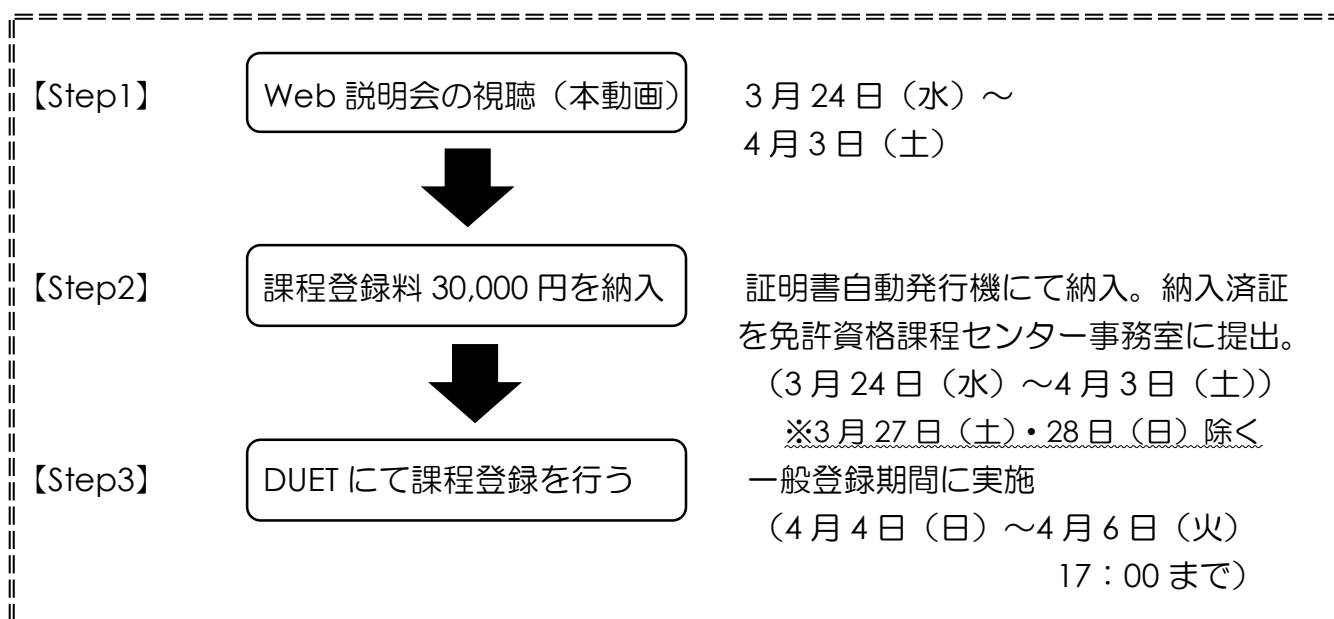 【Step1】 Web 説明会の視聴（本動画） 3 月 24 日（水）～
4 月 3 日（土）
【Step2】 課程登録料 30,000 円を納入 証明書自動発行機にて納入。納入済証
を免許資格課程センター事務室に提出。
（3 月 24 日（水）～4 月 3 日（土））
※3 月 27 日（土）・28 日（日）除く
【Step3】 DUET にて課程登録を行う 一般登録期間に実施
（4 月 4 日（日）～4 月 6 日（火）
17：00 まで）